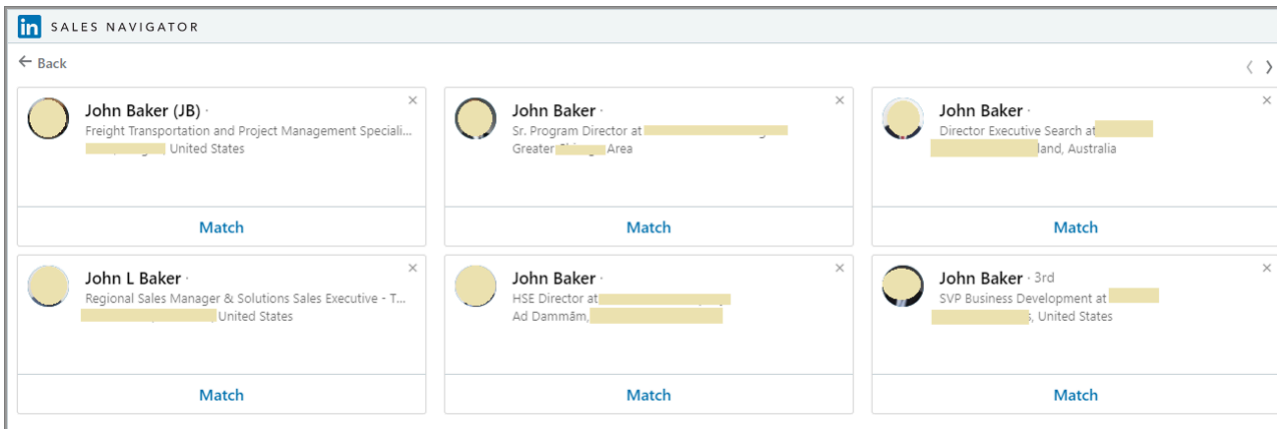 in SALES NAVIGATOR
← Back
John Baker (JB) ·
Freight Transportation and Project Management Speciali...
United States
Match
John Baker ·
Sr. Program Director at
Greater Area
Match
John Baker ·
Director Executive Search at
land, Australia
Match
John L Baker ·
Regional Sales Manager & Solutions Sales Executive - T...
United States
Match
John Baker ·
HSE Director at
Ad Dammām,
Match
John Baker · 3rd
SVP Business Development at
, United States
Match